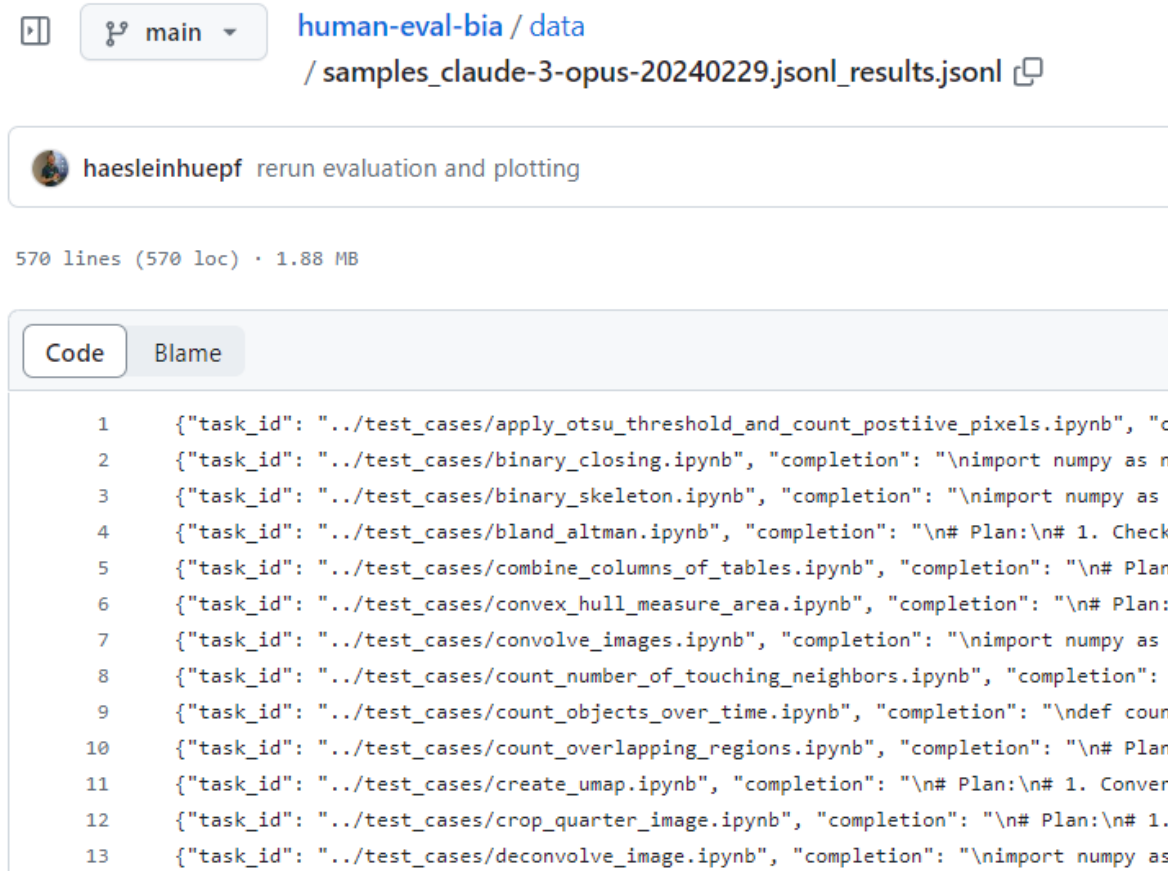 main
human-eval-bia / data
/ samples_claude-3-opus-20240229.jsonl_results.jsonl
haesleinhuepf rerun evaluation and plotting
570 lines (570 loc) · 1.88 MB
Code Blame
1 {"task_id": "../test_cases/apply_otsu_threshold_and_count_postiive_pixels.ipynb", "c
2 {"task_id": "../test_cases/binary_closing.ipynb", "completion": "\nimport numpy as n
3 {"task_id": "../test_cases/binary_skeleton.ipynb", "completion": "\nimport numpy as
4 {"task_id": "../test_cases/bland_altman.ipynb", "completion": "\n# Plan:\n# 1. Check
5 {"task_id": "../test_cases/combine_columns_of_tables.ipynb", "completion": "\n# Plan
6 {"task_id": "../test_cases/convex_hull_measure_area.ipynb", "completion": "\n# Plan:
7 {"task_id": "../test_cases/convolve_images.ipynb", "completion": "\nimport numpy as
8 {"task_id": "../test_cases/count_number_of_touching_neighbors.ipynb", "completion":
9 {"task_id": "../test_cases/count_objects_over_time.ipynb", "completion": "\ndef coun
10 {"task_id": "../test_cases/count_overlapping_regions.ipynb", "completion": "\n# Plan
11 {"task_id": "../test_cases/create_umap.ipynb", "completion": "\n# Plan:\n# 1. Conver
12 {"task_id": "../test_cases/crop_quarter_image.ipynb", "completion": "\n# Plan:\n# 1.
13 {"task_id": "../test_cases/deconvolve_image.ipynb", "completion": "\nimport numpy as